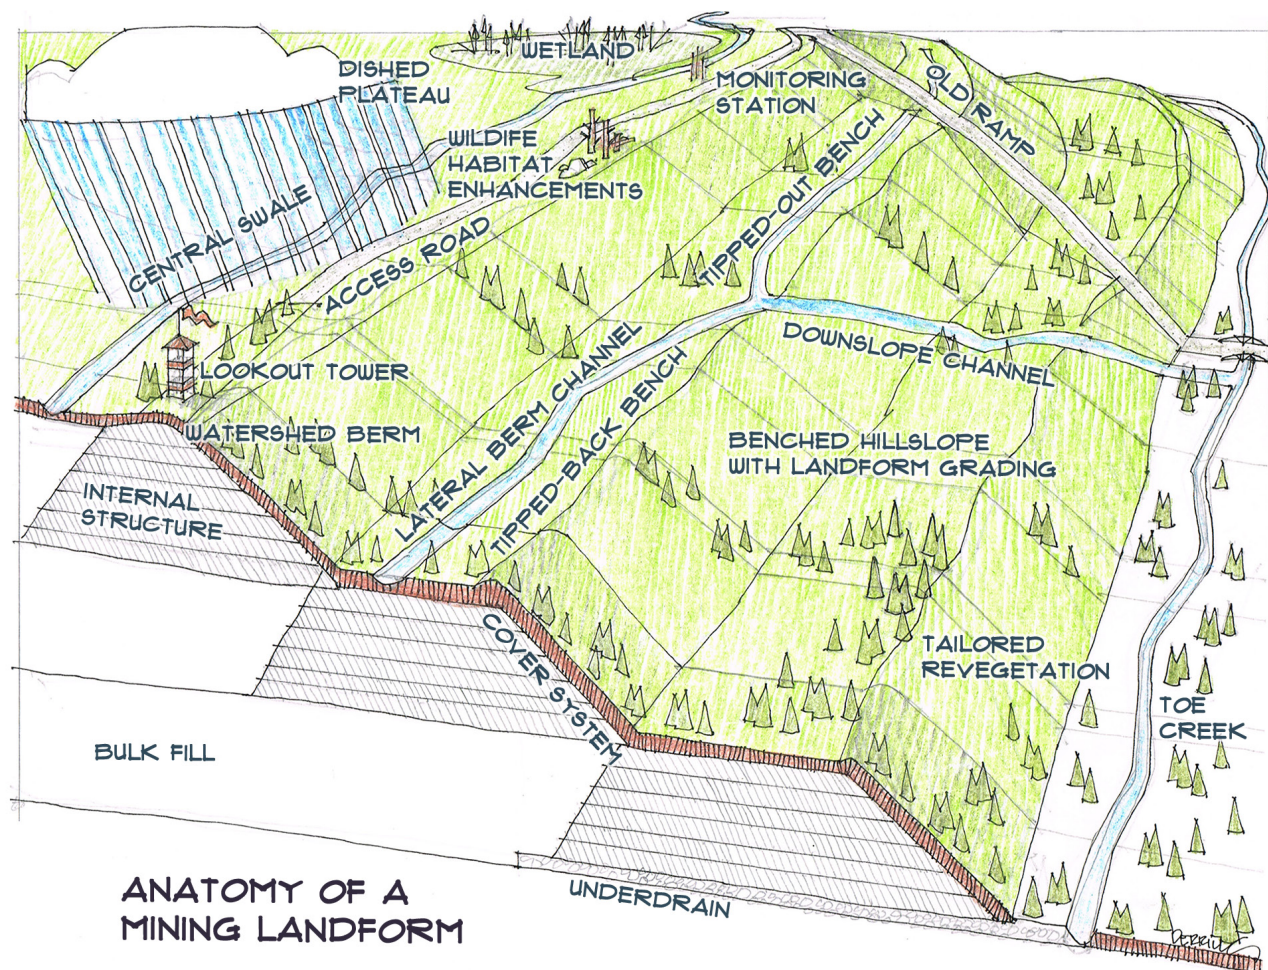 WETLAND
DISHED
PLATEAU
MONITORING
STATION
OLD RAMP
WILDIFE
HABITAT
ENHANCEMENTS
TIPPED-OUT BENCH
CENTRAL SWALE
ACCESS ROAD
DOWNSLOPE CHANNEL
LOOKOUT TOWER
LATERAL BERM CHANNEL
TIPPED-BACK BENCH
WATERSHED BERM
BENCHED HILLSLOPE
WITH LANDFORM GRADING
INTERNAL
STRUCTURE
COVER SYSTEM
TAILORED
REVEGETATION
TOE
CREEK
BULK FILL
UNDERDRAIN
ANATOMY OF A
MINING LANDFORM